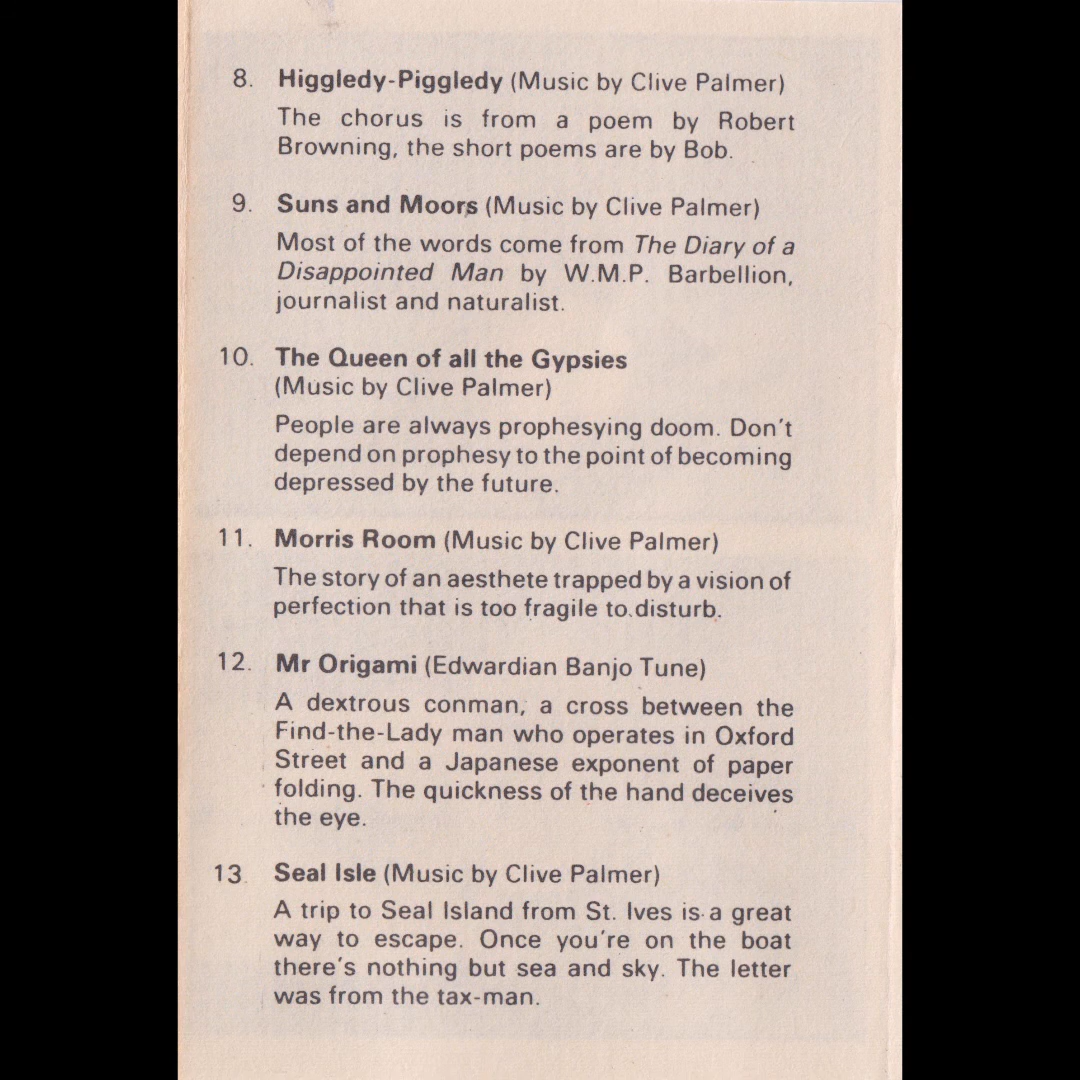 8. Higgledy-Piggledy (Music by Clive Palmer)
The chorus is from a poem by Robert
Browning, the short poems are by Bob.
9. Suns and Moors (Music by Clive Palmer)
Most of the words come from The Diary of a
Disappointed Man by W.M.P. Barbellion,
journalist and naturalist.
10. The Queen of all the Gypsies
(Music by Clive Palmer)
People are always prophesying doom. Don't
depend on prophesy to the point of becoming
depressed by the future.
11. Morris Room (Music by Clive Palmer)
The story of an aesthete trapped by a vision of
perfection that is too fragile to disturb.
12. Mr Origami (Edwardian Banjo Tune)
A dextrous conman, a cross between the
Find-the-Lady man who operates in Oxford
Street and a Japanese exponent of paper
folding. The quickness of the hand deceives
the eye.
13. Seal Isle (Music by Clive Palmer)
A trip to Seal Island from St. Ives is a great
way to escape. Once you're on the boat
there's nothing but sea and sky. The letter
was from the tax-man.